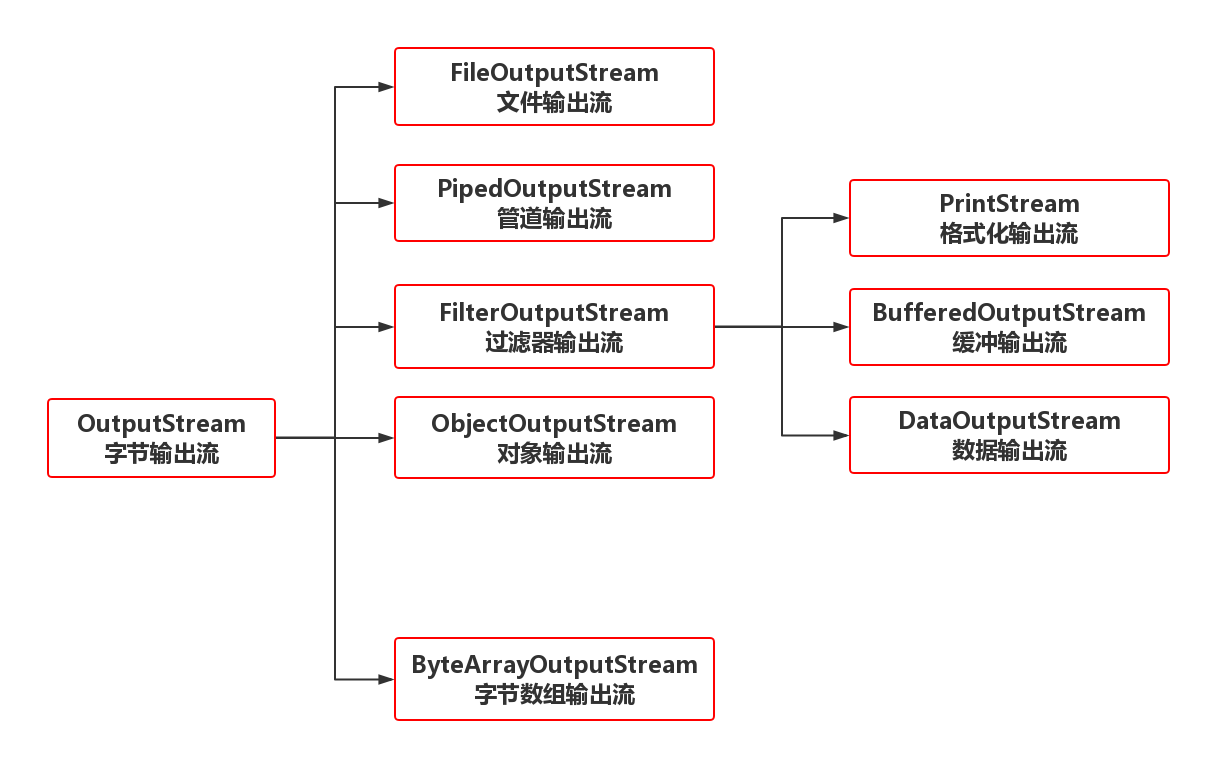 FileOutputStream
文件输出流
PipedOutputStream
管道输出流
PrintStream
格式化输出流
FilterOutputStream
过滤器输出流
BufferedOutputStream
缓冲输出流
OutputStream
字节输出流
ObjectOutputStream
对象输出流
DataOutputStream
数据输出流
ByteArrayOutputStream
字节数组输出流